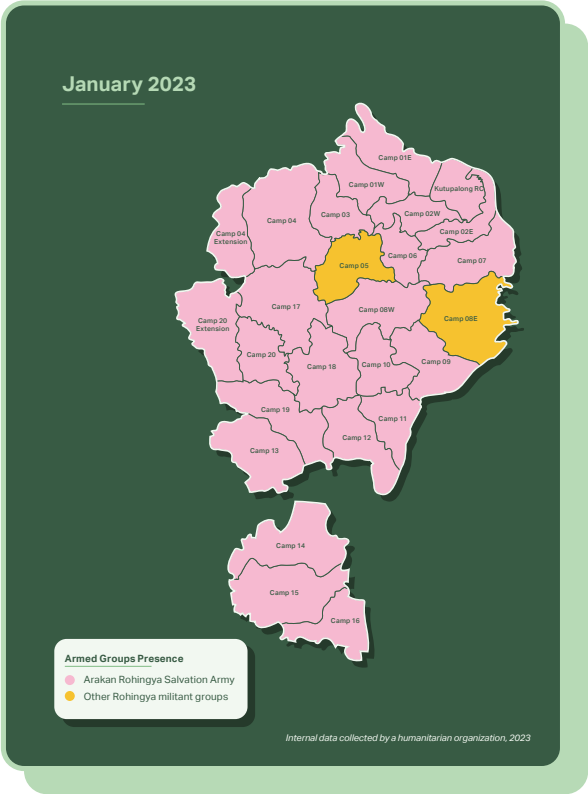 January 2023
Camp 01E
Camp 01W
Kutupalong RC
Camp 03
Camp 02W
Camp 04
Camp 04
Extension
Camp 02E
Camp 06
Camp 07
Camp 05
Camp 17
Camp 08W
Camp 08E
Camp 20
Extension
Camp 20
Camp 18
Camp 10
Camp 09
Camp 19
Camp 11
Camp 12
Camp 13
Camp 14
Camp 15
Camp 16
Armed Groups Presence
Arakan Rohingya Salvation Army
Other Rohingya militant groups
Internal data collected by a humanitarian organization, 2023